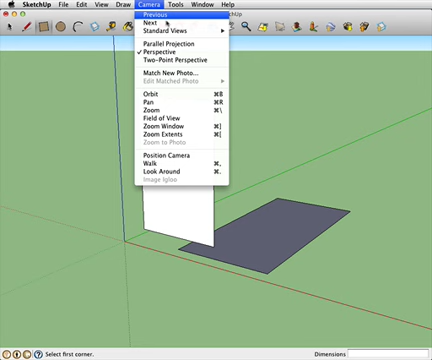 SketchUp File Edit View Draw Camera Tools Window Help
SketchUp
Previous
Next
Standard Views
Parallel Projection
✓ Perspective
Two-Point Perspective
Match New Photo...
Edit Matched Photo
Orbit ⌘B
Pan ⌘R
Zoom ⌘\
Field of View
Zoom Window ⌘]
Zoom Extents ⌘[
Zoom to Photo
Position Camera
Walk ⌘,
Look Around ⌘.
Image Igloo
Select first corner.
Dimensions